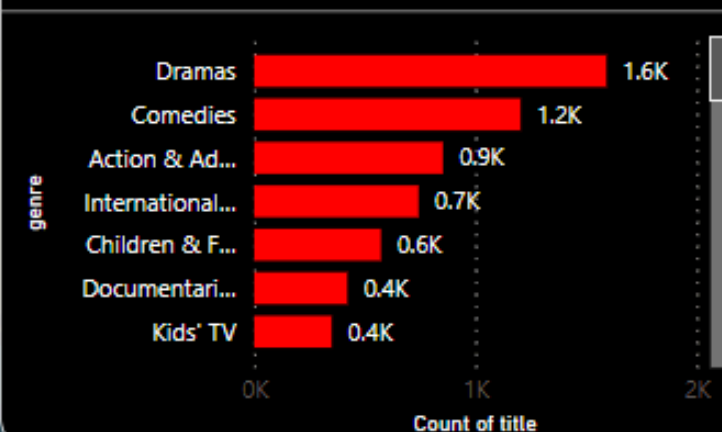 Dramas 1.6K
Comedies 1.2K
Action & Ad... 0.9K
International... 0.7K
Children & F... 0.6K
Documentari... 0.4K
Kids' TV 0.4K
genre
0K 1K 2K
Count of title